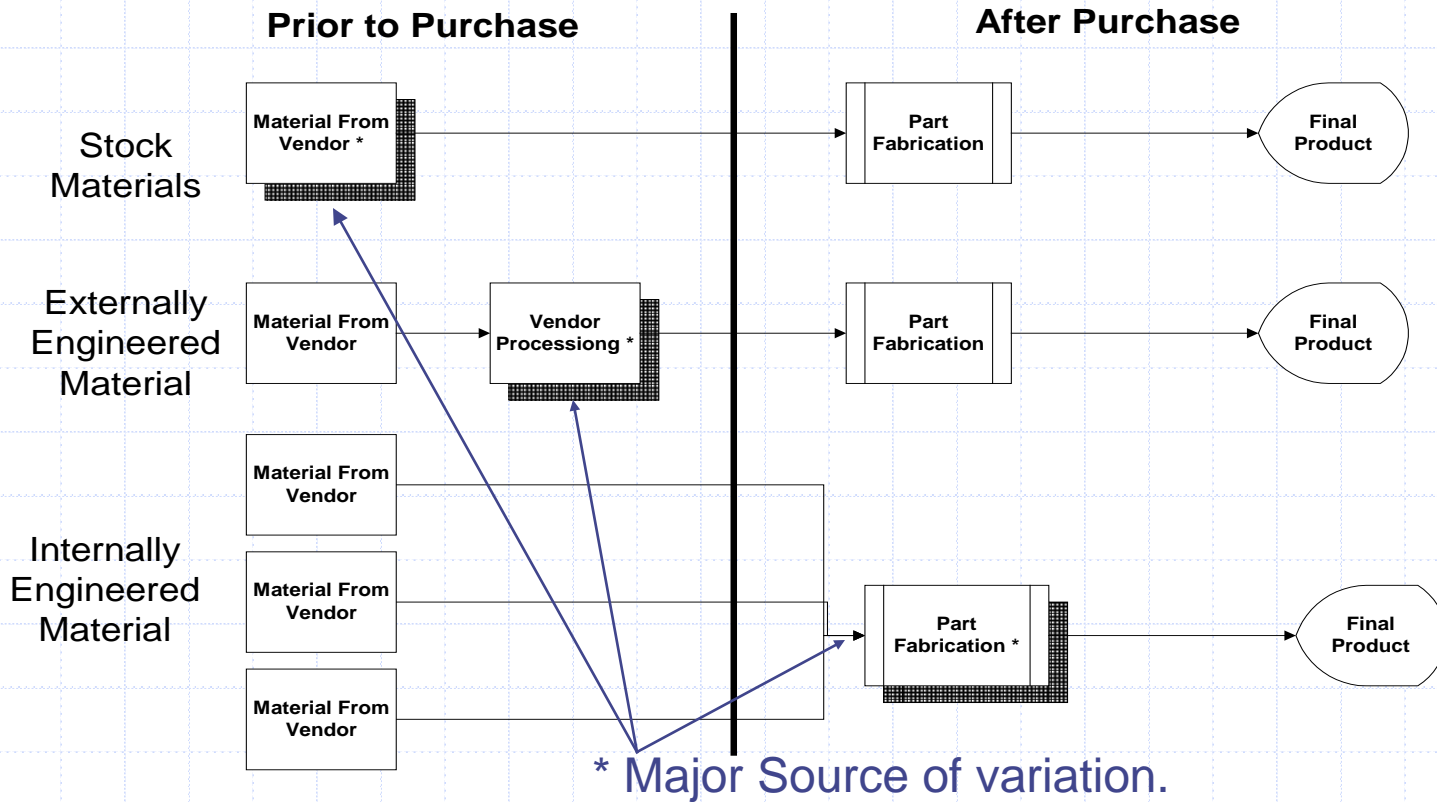 Prior to Purchase
After Purchase
Stock
Materials
Material From
Vendor *
Part
Fabrication
Final
Product
Externally
Engineered
Material
Material From
Vendor
Vendor
Processiong *
Part
Fabrication
Final
Product
Internally
Engineered
Material
Material From
Vendor
Material From
Vendor
Material From
Vendor
Part
Fabrication *
Final
Product
* Major Source of variation.